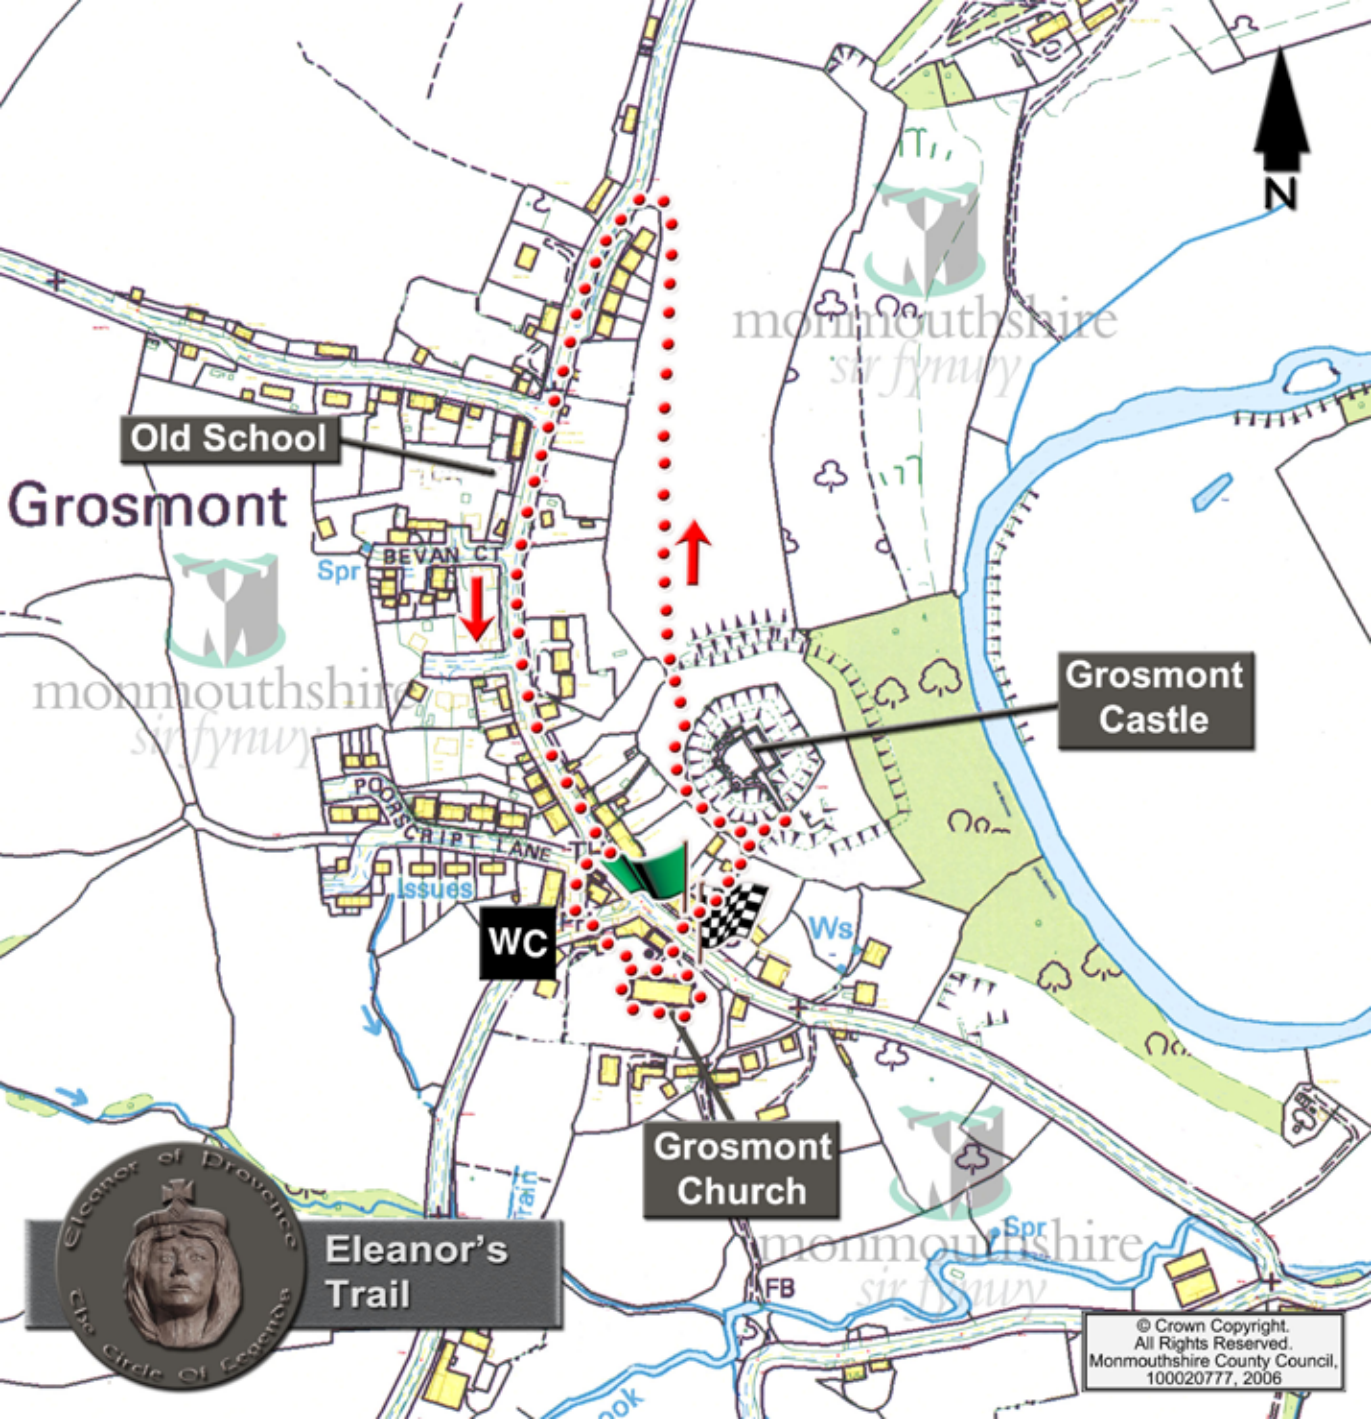 N
monmouthshire
sir fynwy
Old School
Grosmont
BEVAN CT
Spr
monmouthshire
sir fynwy
Grosmont
Castle
POORSCRIPT LANE
TH
Issues
WC
Ws
Grosmont
Church
Eleanor of Provence
The Circle Of Legends
Eleanor's
Trail
Spr
monmouthshire
sir fynwy
FB
© Crown Copyright.
All Rights Reserved.
Monmouthshire County Council,
100020777, 2006
ook